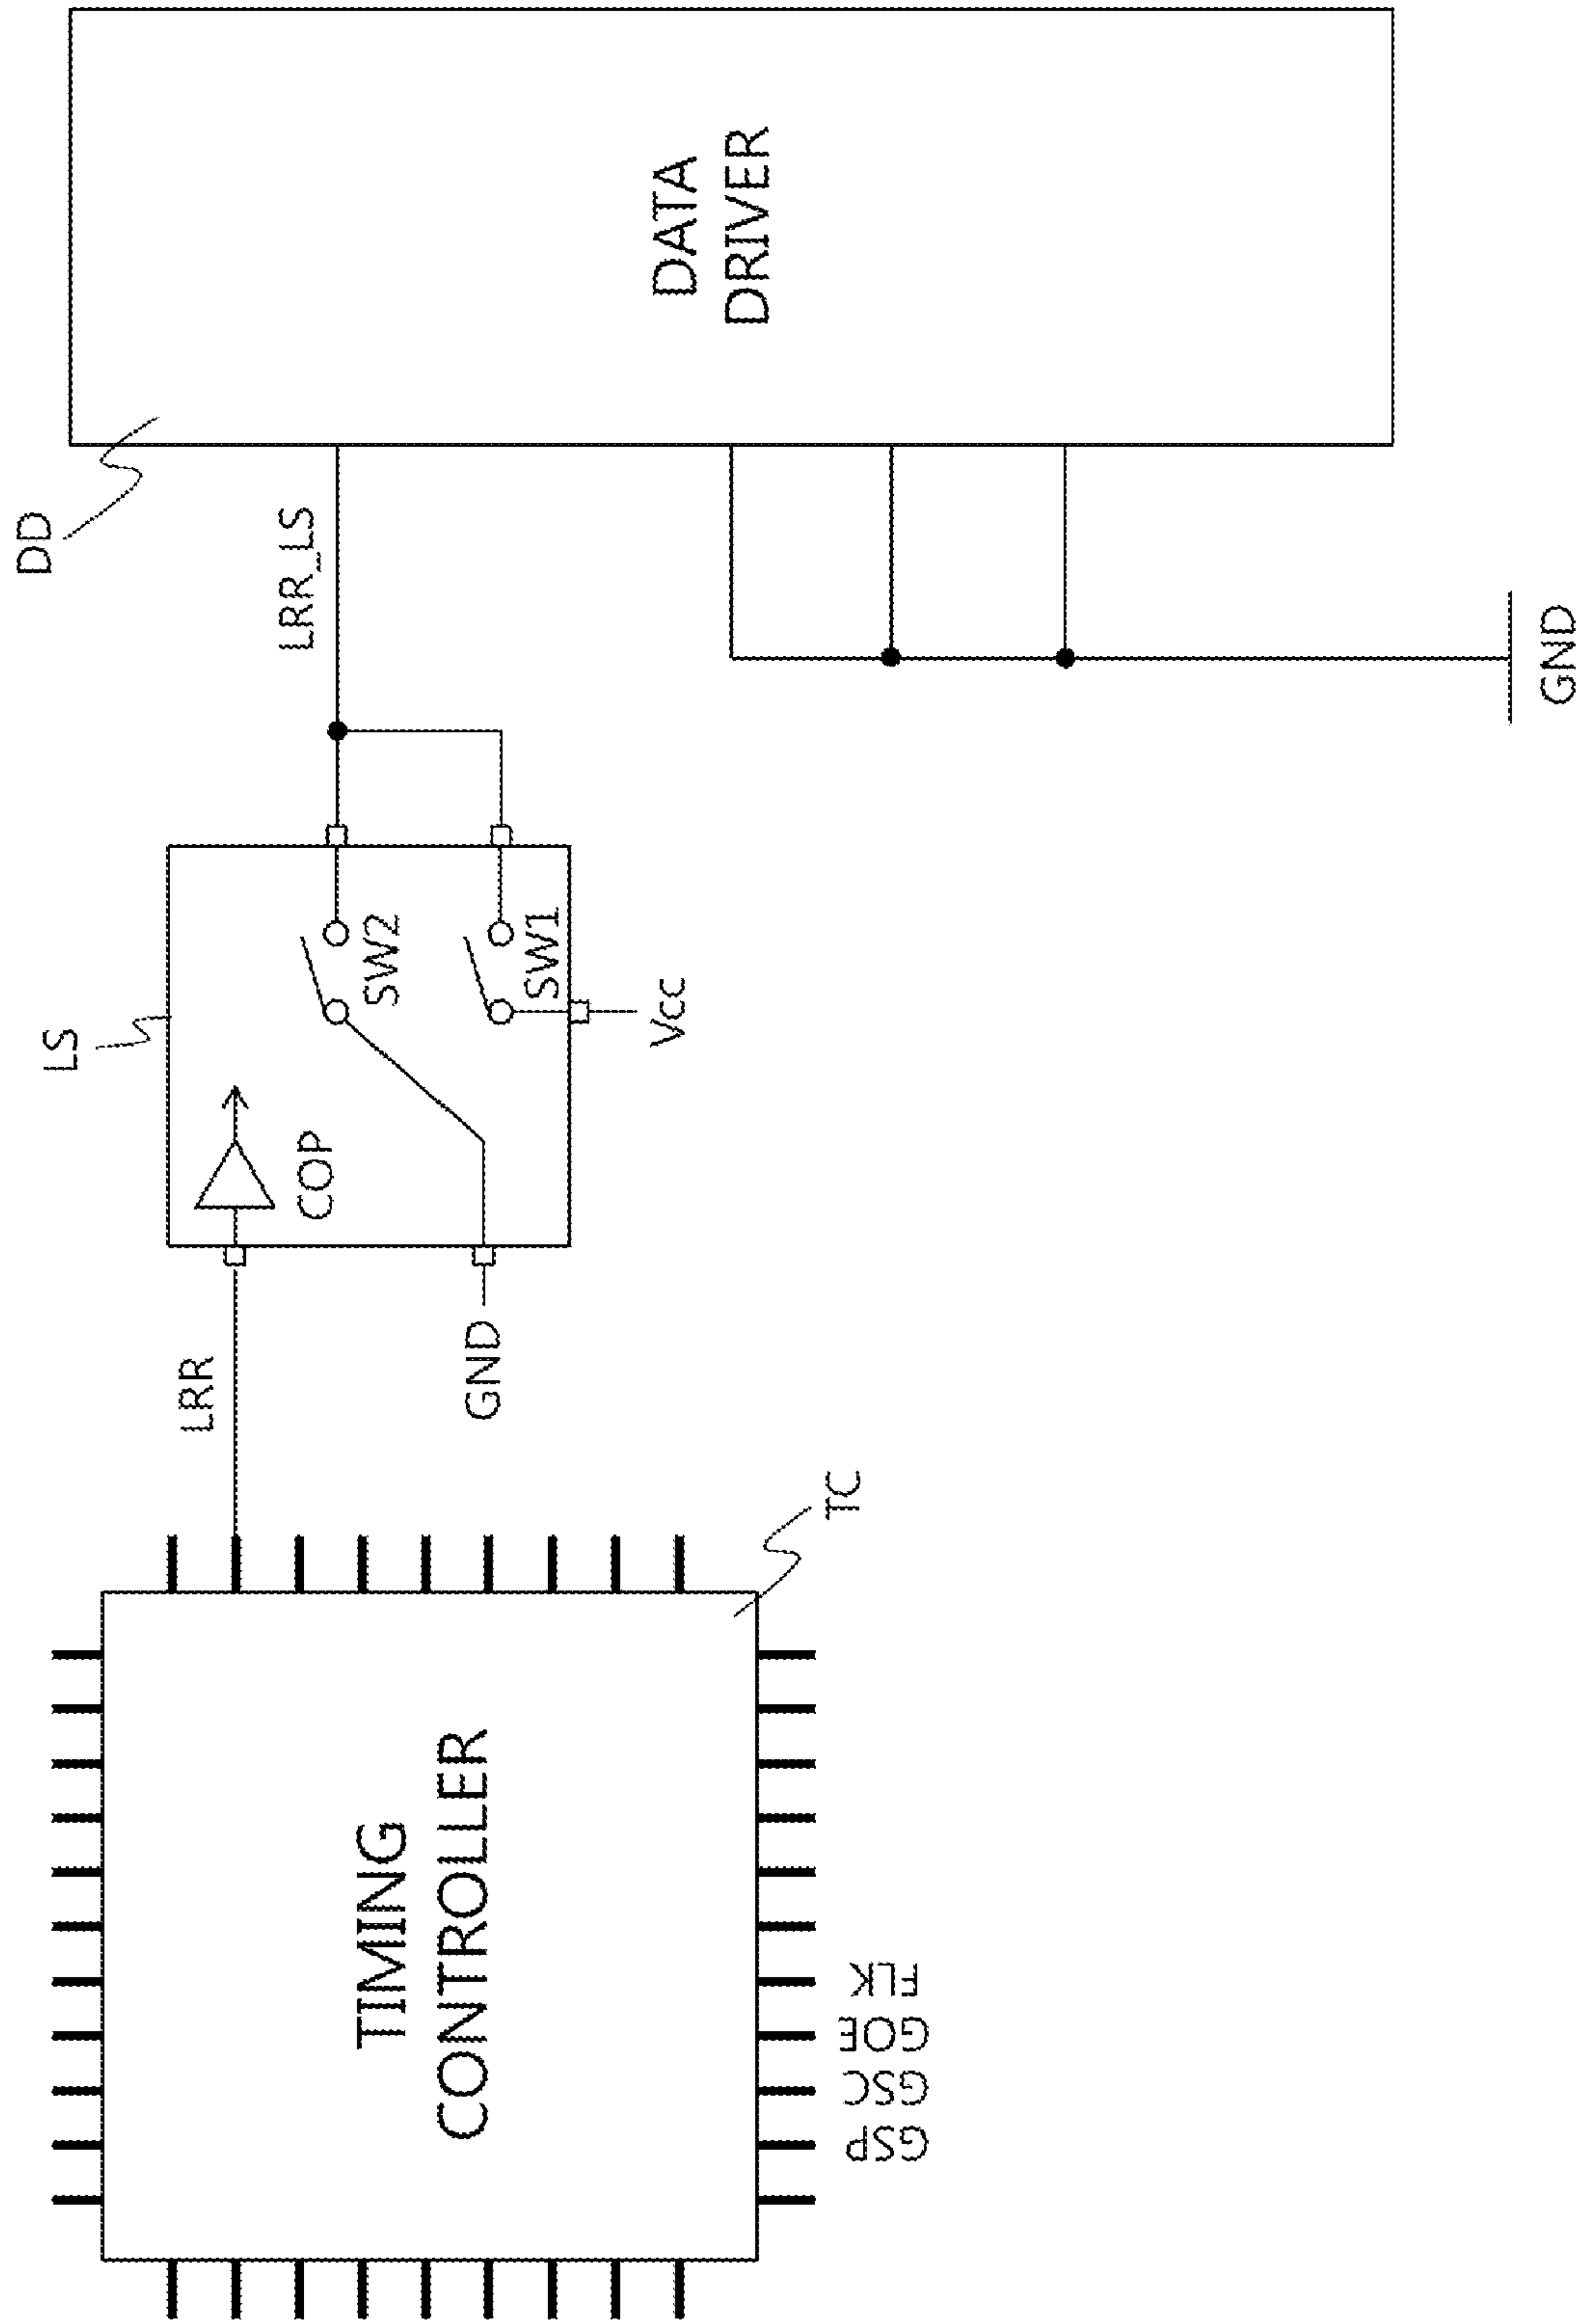 TIMING
CONTROLLER
TC
GSP
GSC
GOE
FLK
LRR
GND
LS
COP
SW2
SW1
Vcc
LRR_LS
DD
DATA
DRIVER
GND